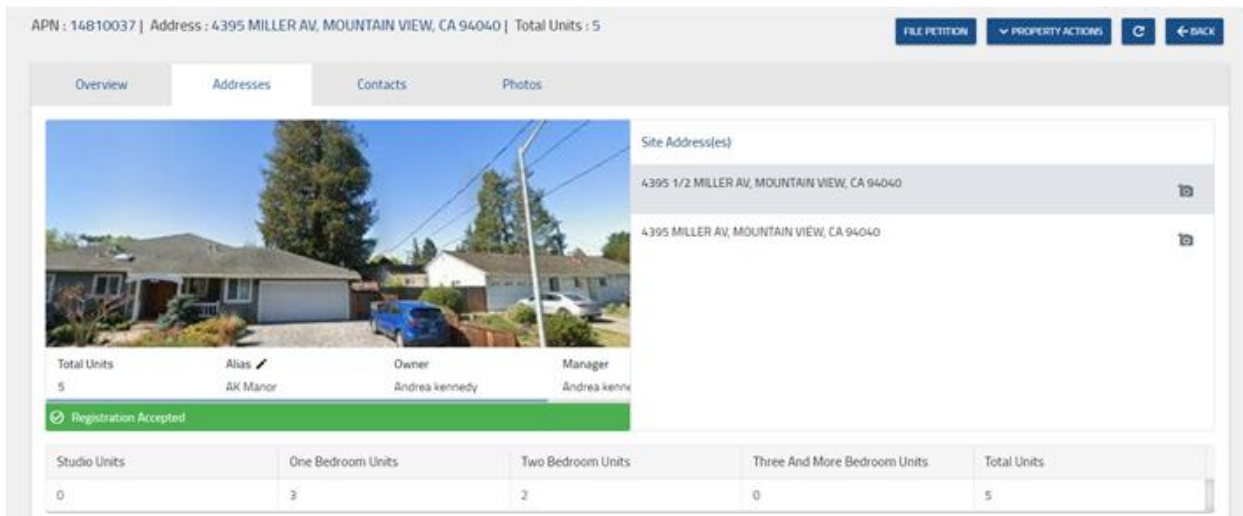 APN : 14810037 | Address : 4395 MILLER AV, MOUNTAIN VIEW, CA 94040 | Total Units : 5
FILE PETITION
PROPERTY ACTIONS
BACK
Overview Addresses Contacts Photos
Site Address(es)
4395 1/2 MILLER AV, MOUNTAIN VIEW, CA 94040
4395 MILLER AV, MOUNTAIN VIEW, CA 94040
Total Units Alias Owner Manager
5 AK Manor Andrea kennedy Andrea kenne
Registration Accepted
Studio Units One Bedroom Units Two Bedroom Units Three And More Bedroom Units Total Units
0 3 2 0 5